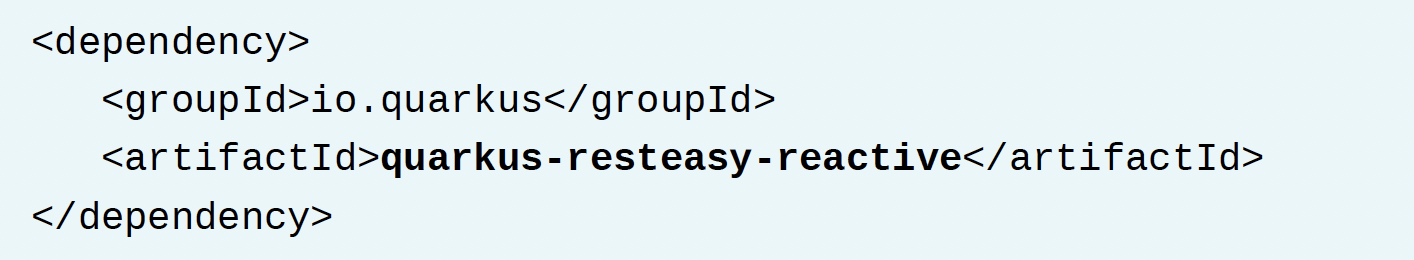 <dependency>
   <groupId>io.quarkus</groupId>
   <artifactId>quarkus-resteasy-reactive</artifactId>
</dependency>